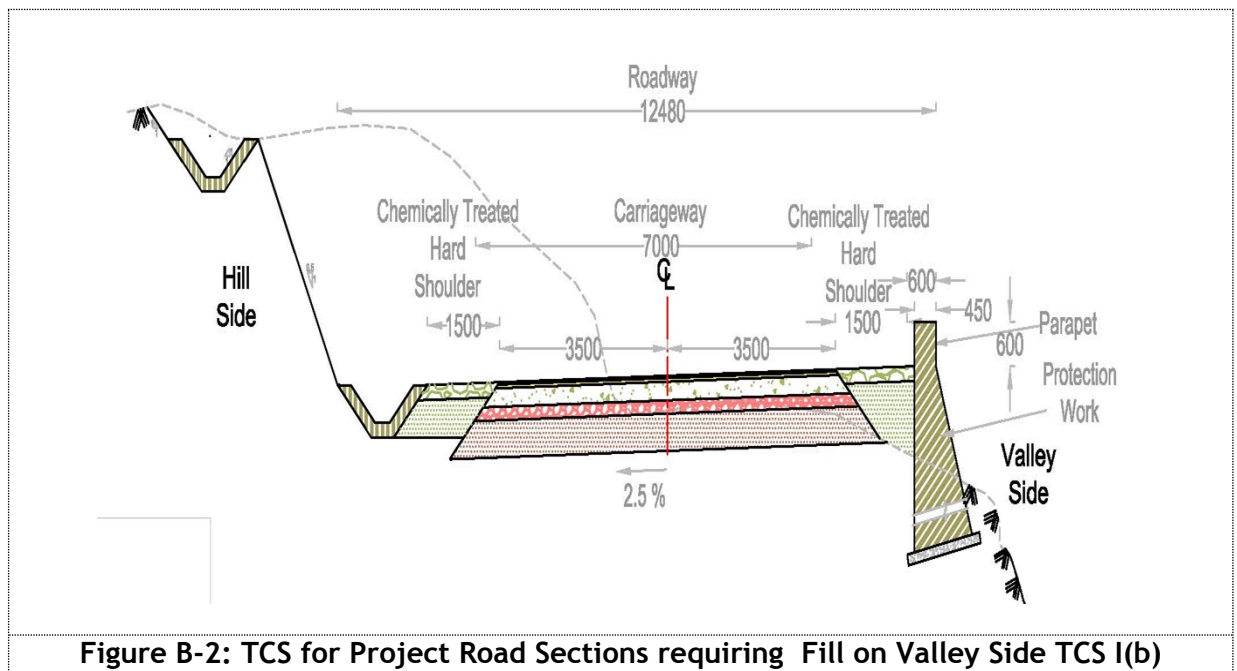 Roadway
12480
Chemically Treated
Hard
Shoulder
1500
Carriageway
7000
CL
3500
3500
Chemically Treated
Hard
Shoulder
1500
600
450
600
Parapet
Protection
Work
Hill
Side
Valley
Side
2.5 %
Figure B-2: TCS for Project Road Sections requiring Fill on Valley Side TCS I(b)